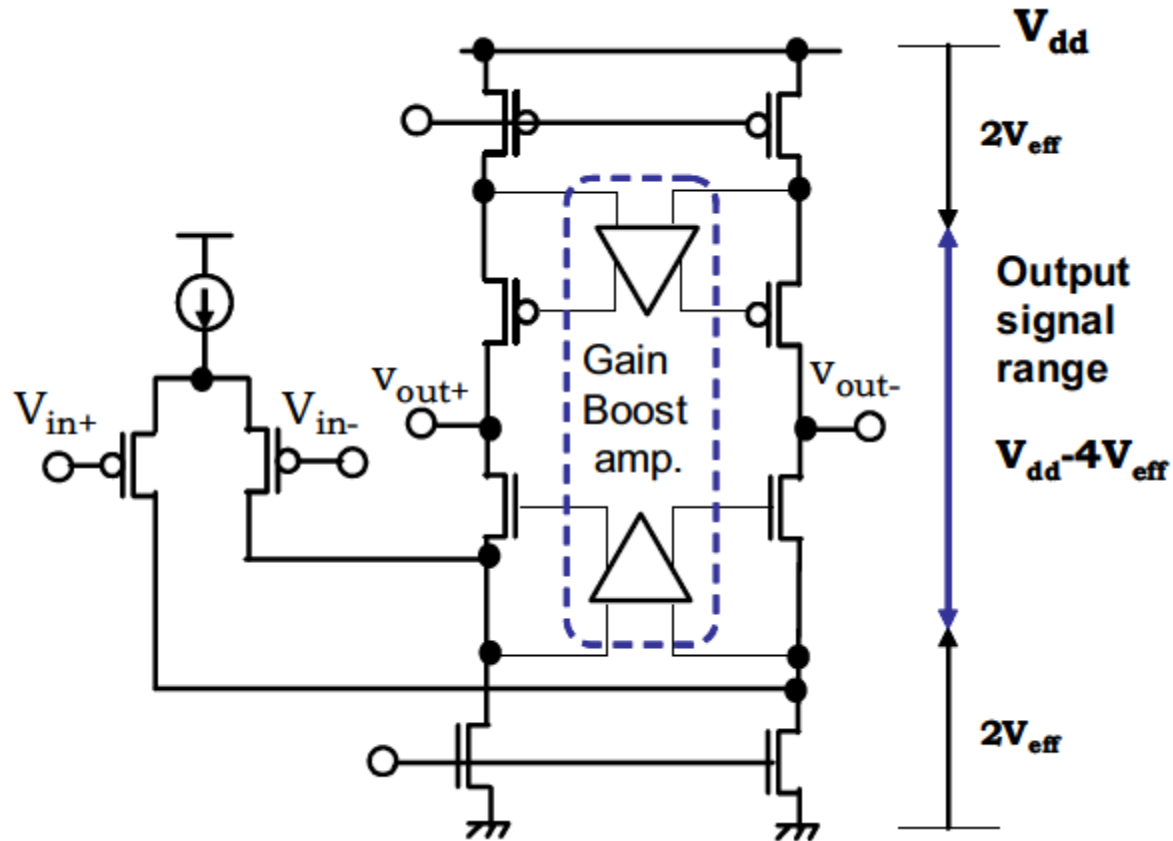 Vdd
2Veff
Output
signal
range
Vdd-4Veff
2Veff
Vin+
Vin-
vout+
vout-
Gain
Boost
amp.